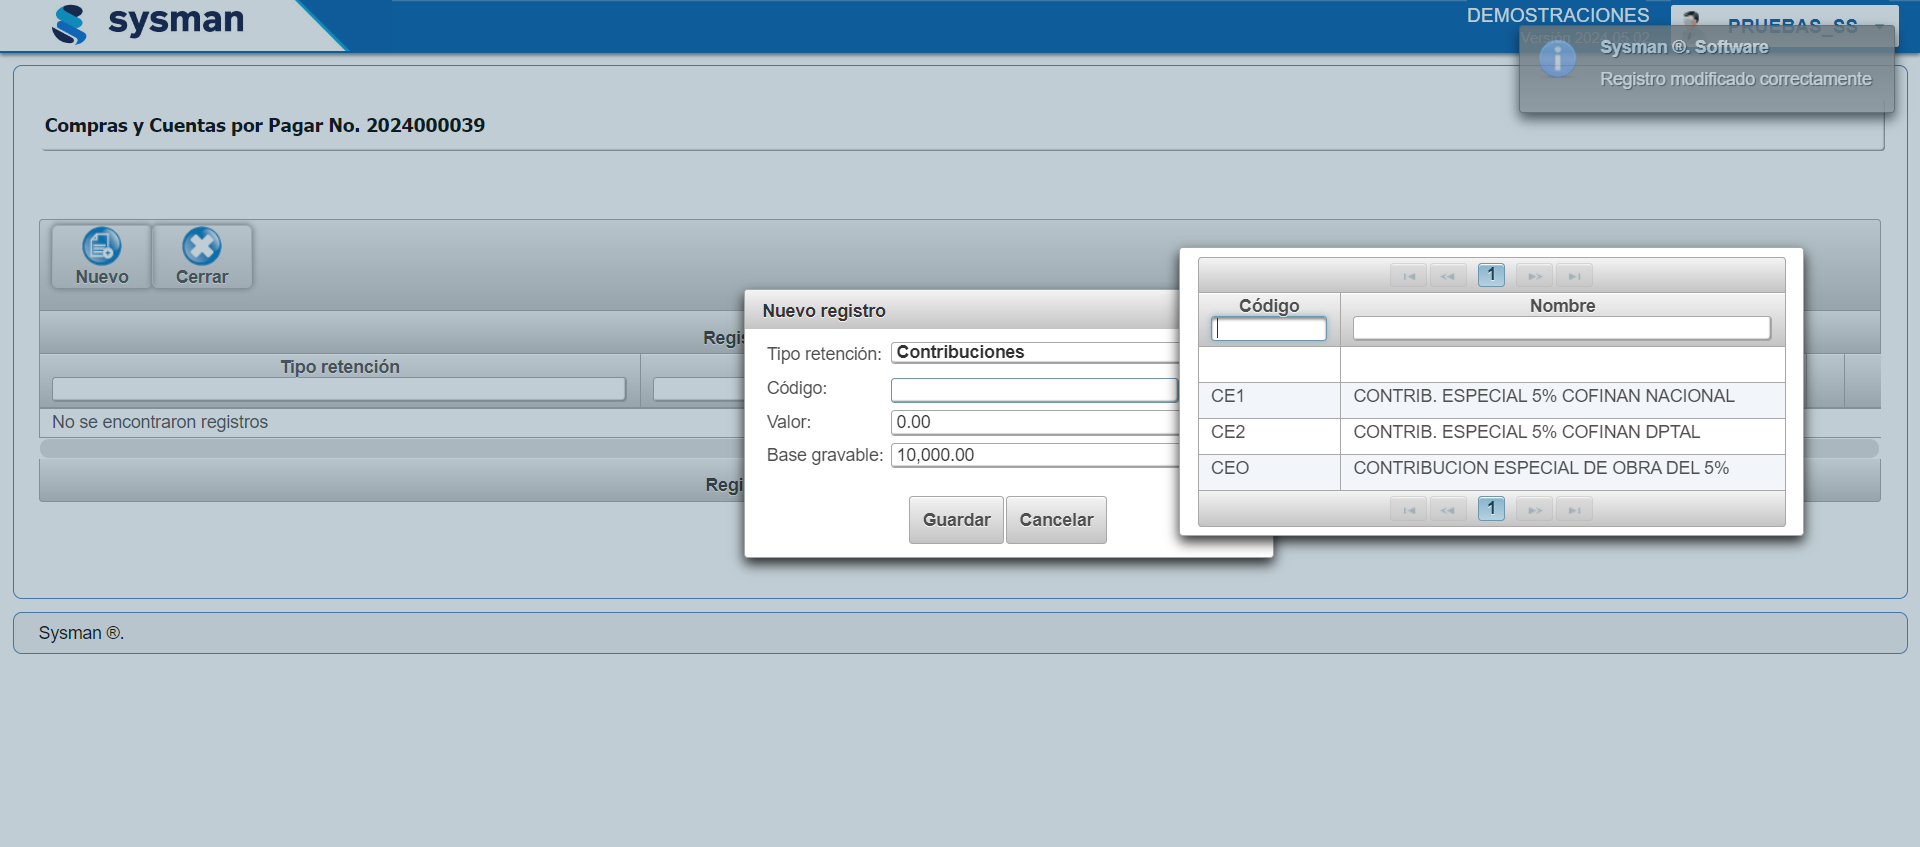 sysman
DEMOSTRACIONES
PRUEBAS_SS
Versión 2024.05.02
Sysman ®. Software
Registro modificado correctamente
Compras y Cuentas por Pagar No. 2024000039
Nuevo
Cerrar
Regis
Tipo retención
No se encontraron registros
Regi
Nuevo registro
Tipo retención: Contribuciones
Código:
Valor: 0.00
Base gravable: 10,000.00
Guardar
Cancelar
1
Código
Nombre
CE1 CONTRIB. ESPECIAL 5% COFINAN NACIONAL
CE2 CONTRIB. ESPECIAL 5% COFINAN DPTAL
CEO CONTRIBUCION ESPECIAL DE OBRA DEL 5%
1
Sysman ®.